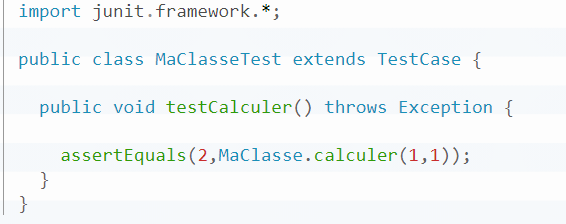 import junit.framework.*;
public class MaClasseTest extends TestCase {
public void testCalculer() throws Exception {
assertEquals(2,MaClasse.calculer(1,1));
}
}